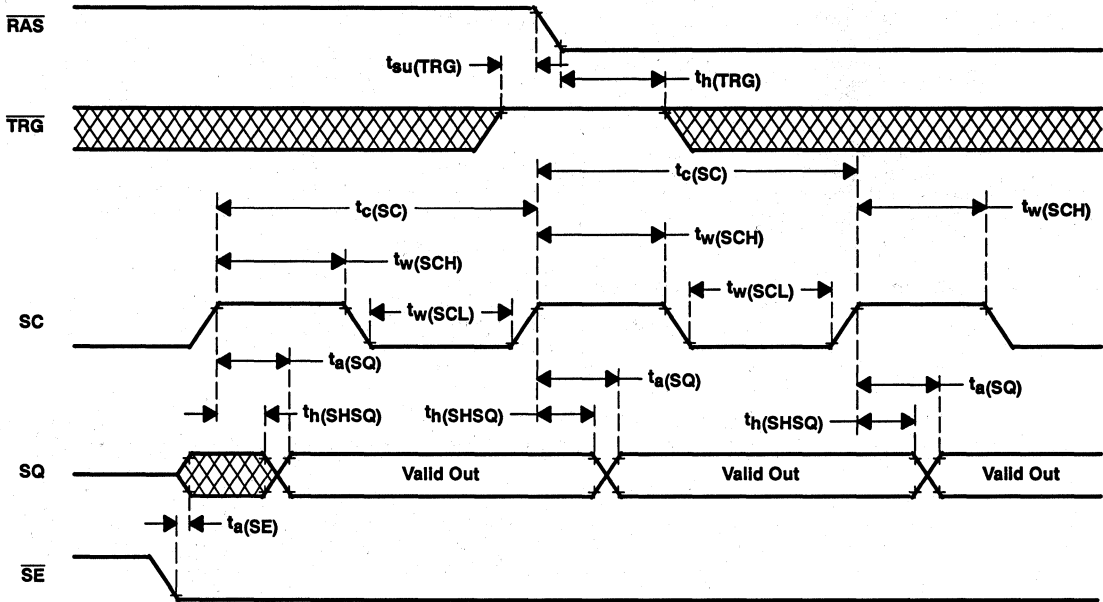 RAS
tsu(TRG)
th(TRG)
TRG
tc(SC)
tc(SC)
tw(SCH)
tw(SCH)
tw(SCH)
tw(SCL)
tw(SCL)
SC
ta(SQ)
ta(SQ)
ta(SQ)
th(SHSQ)
th(SHSQ)
th(SHSQ)
SQ
Valid Out
Valid Out
Valid Out
ta(SE)
SE